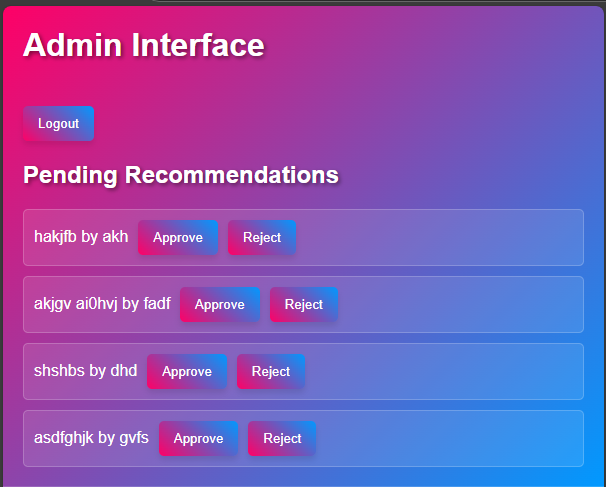 Admin Interface
Logout
Pending Recommendations
hakjfb by akh Approve Reject
akjgv ai0hvj by fadf Approve Reject
shshbs by dhd Approve Reject
asdfghjk by gvfs Approve Reject